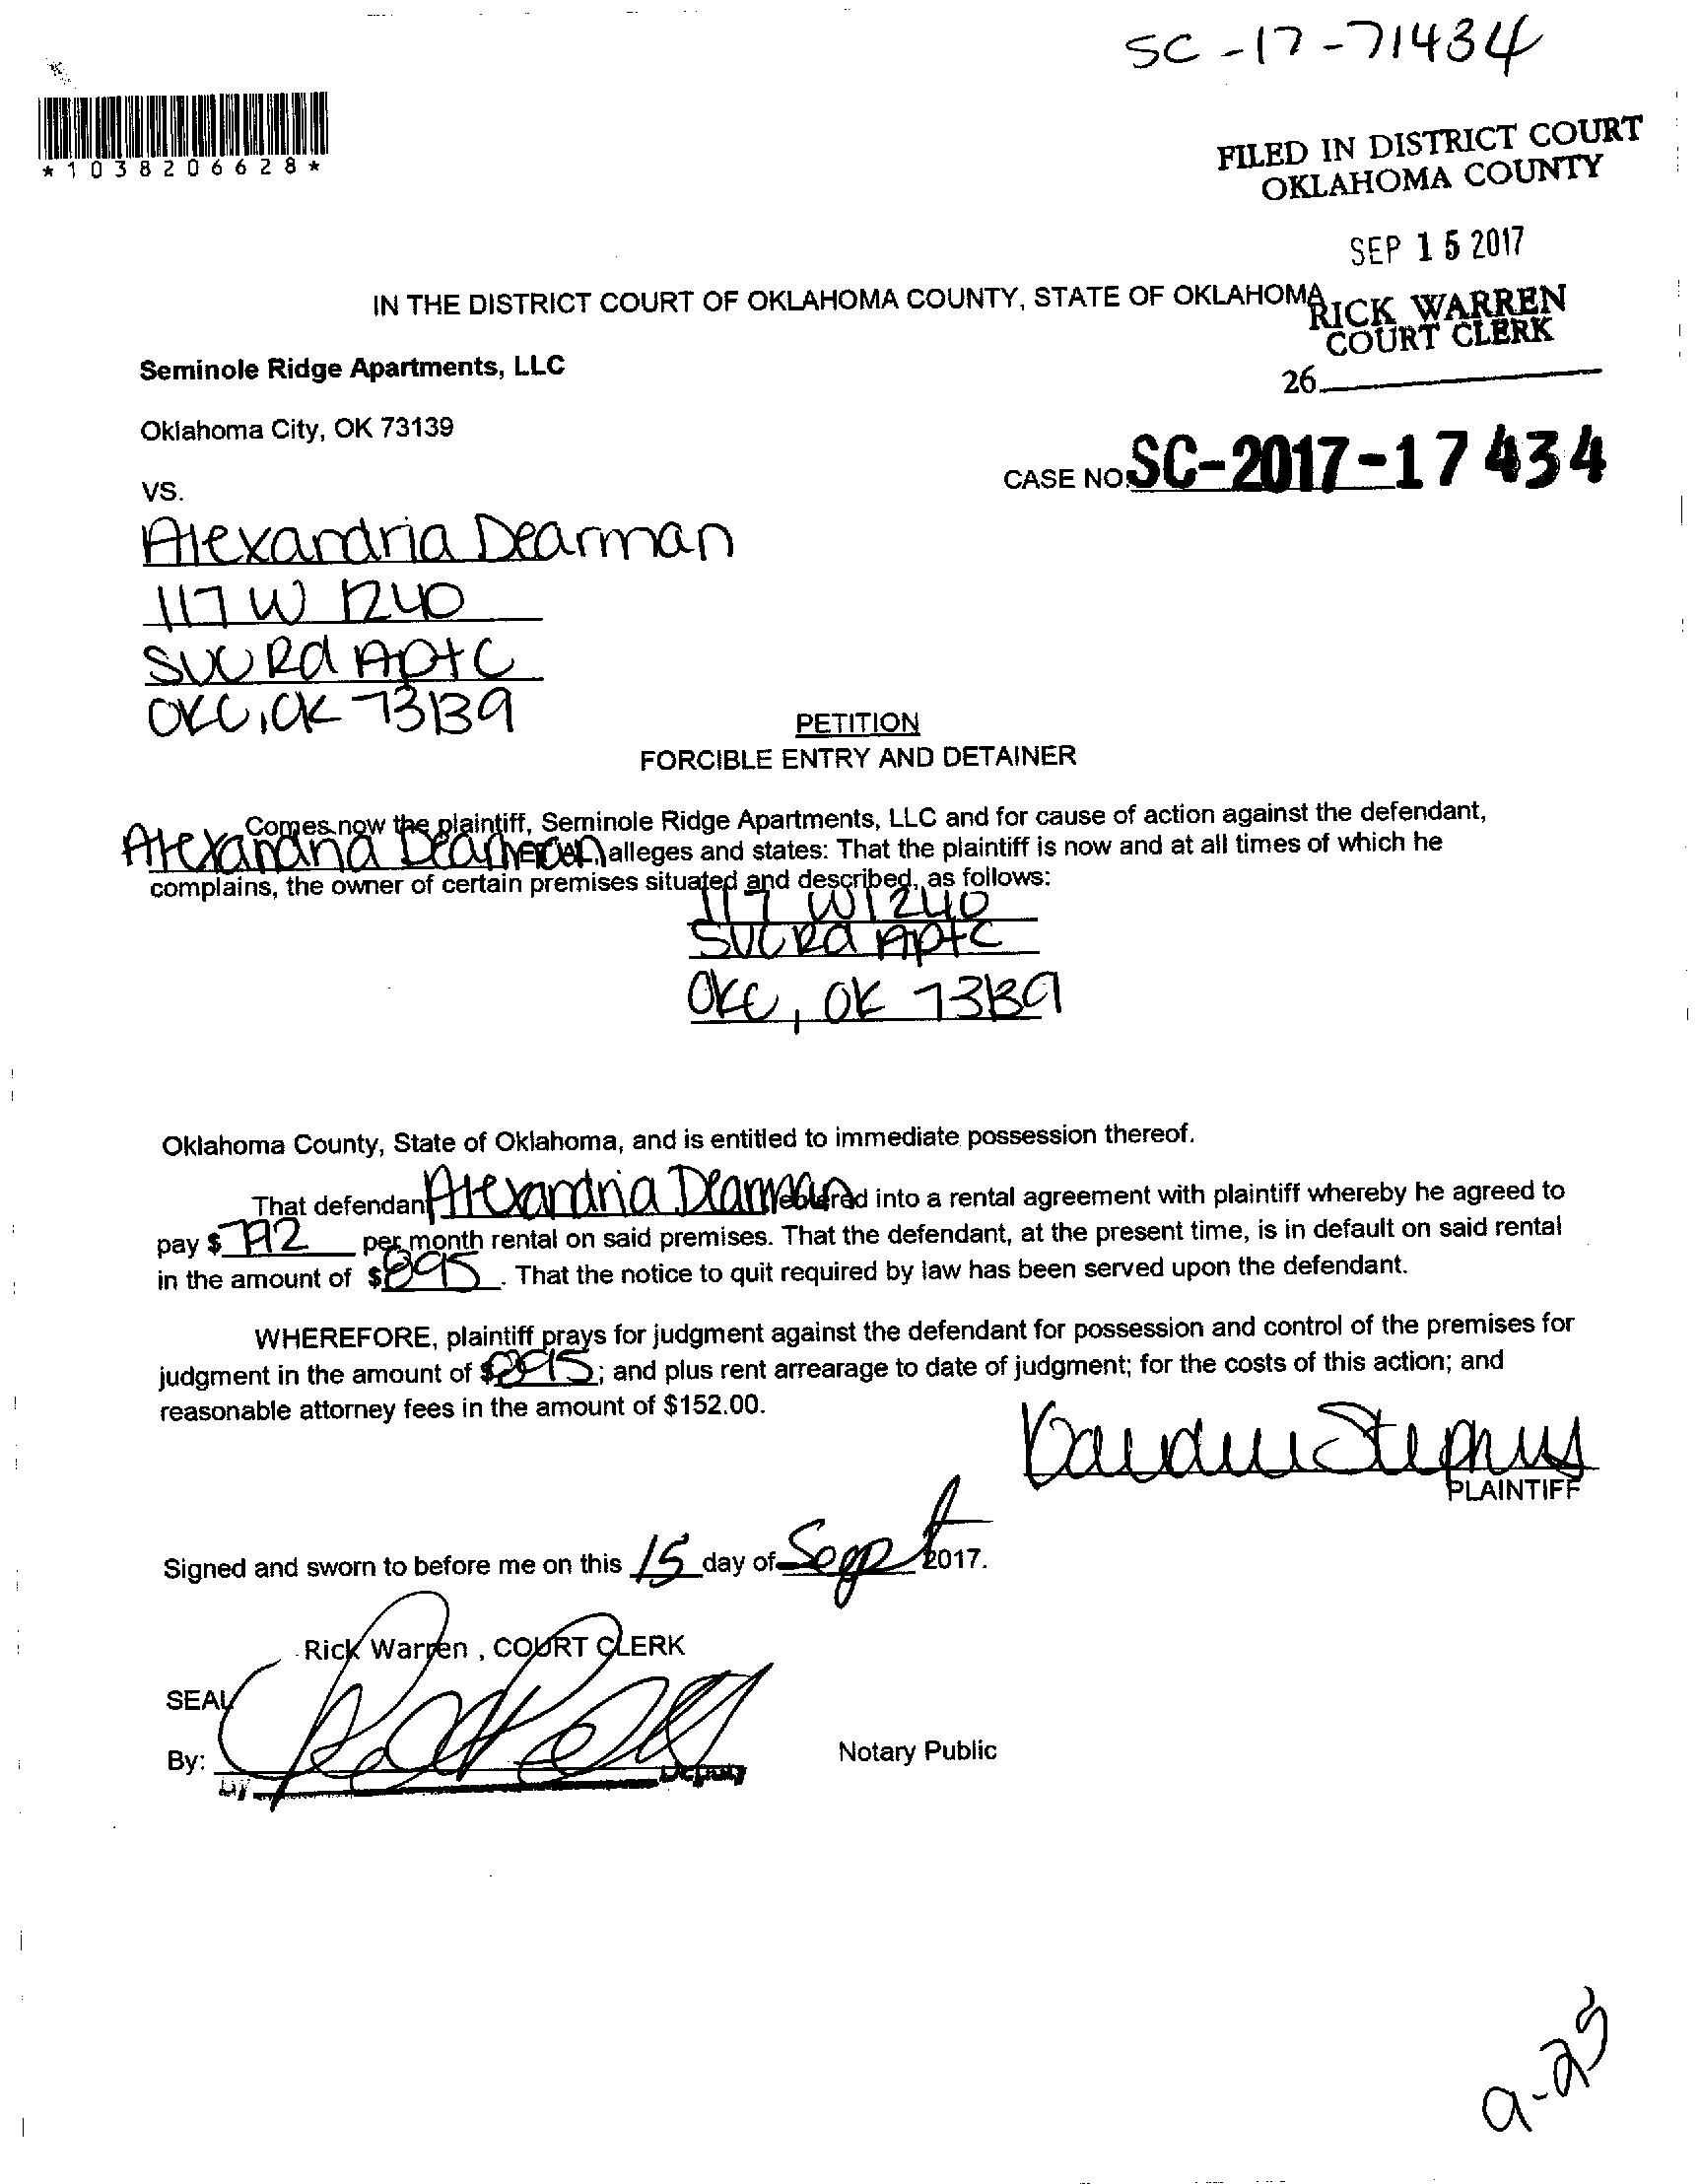 SC-17-71434
*1038206628*
FILED IN DISTRICT COURT
OKLAHOMA COUNTY
SEP 15 2017
IN THE DISTRICT COURT OF OKLAHOMA COUNTY, STATE OF OKLAHOMA
RICK WARREN
COURT CLERK
26
Seminole Ridge Apartments, LLC
Oklahoma City, OK 73139
CASE NO. SC-2017-17434
VS.
Alexandria Dearman
117 W I240
SVC Rd Apt C
OKC, OK 73139
PETITION
FORCIBLE ENTRY AND DETAINER
Comes now the plaintiff, Seminole Ridge Apartments, LLC and for cause of action against the defendant,
Alexandria Dearman alleges and states: That the plaintiff is now and at all times of which he
complains, the owner of certain premises situated and described, as follows:
117 W I240
SVC Rd Apt C
OKC, OK 73139
Oklahoma County, State of Oklahoma, and is entitled to immediate possession thereof.
That defendant Alexandria Dearman entered into a rental agreement with plaintiff whereby he agreed to
pay $ 792 per month rental on said premises. That the defendant, at the present time, is in default on said rental
in the amount of $ 895. That the notice to quit required by law has been served upon the defendant.
WHEREFORE, plaintiff prays for judgment against the defendant for possession and control of the premises for
judgment in the amount of $ 895; and plus rent arrearage to date of judgment; for the costs of this action; and
reasonable attorney fees in the amount of $152.00.
PLAINTIFF
Signed and sworn to before me on this 15 day of Sept 2017.
Rick Warren , COURT CLERK
SEAL
By:
Notary Public
By Deputy
9-25